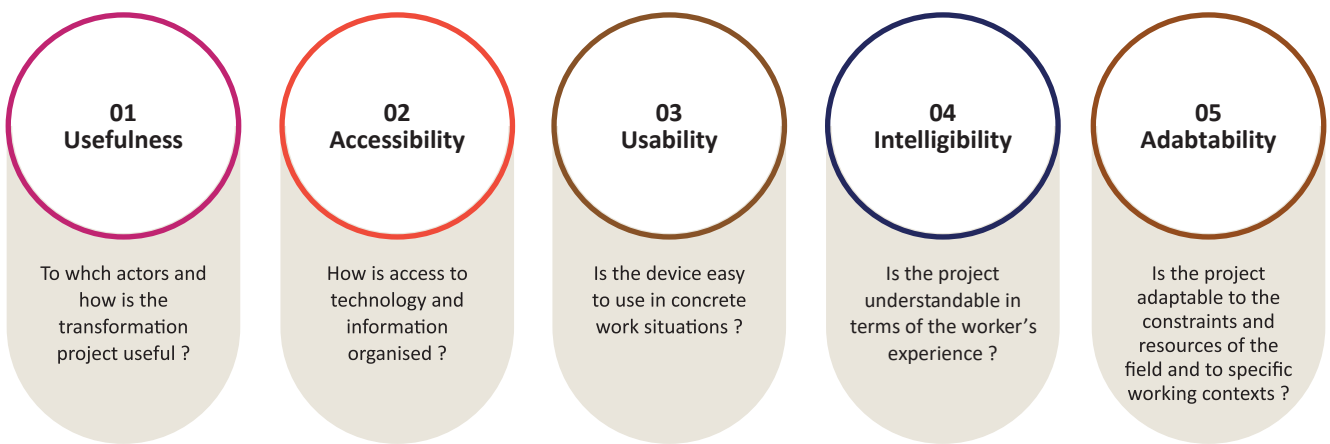 01
Usefulness
To whch actors and
how is the
transformation
project useful ?
02
Accessibility
How is access to
technology and
information
organised ?
03
Usability
Is the device easy
to use in concrete
work situations ?
04
Intelligibility
Is the project
understandable in
terms of the worker’s
experience ?
05
Adabtability
Is the project
adaptable to the
constraints and
resources of the
field and to specific
working contexts ?